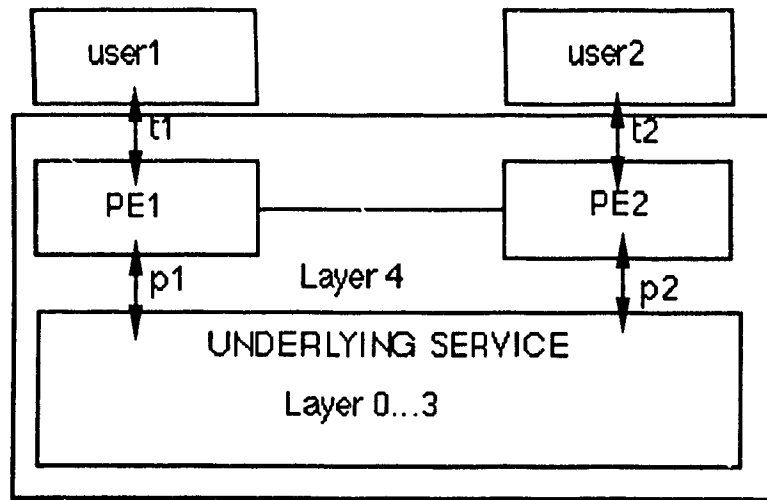 user1
user2
t1
t2
PE1
PE2
p1
Layer 4
p2
UNDERLYING SERVICE
Layer 0...3